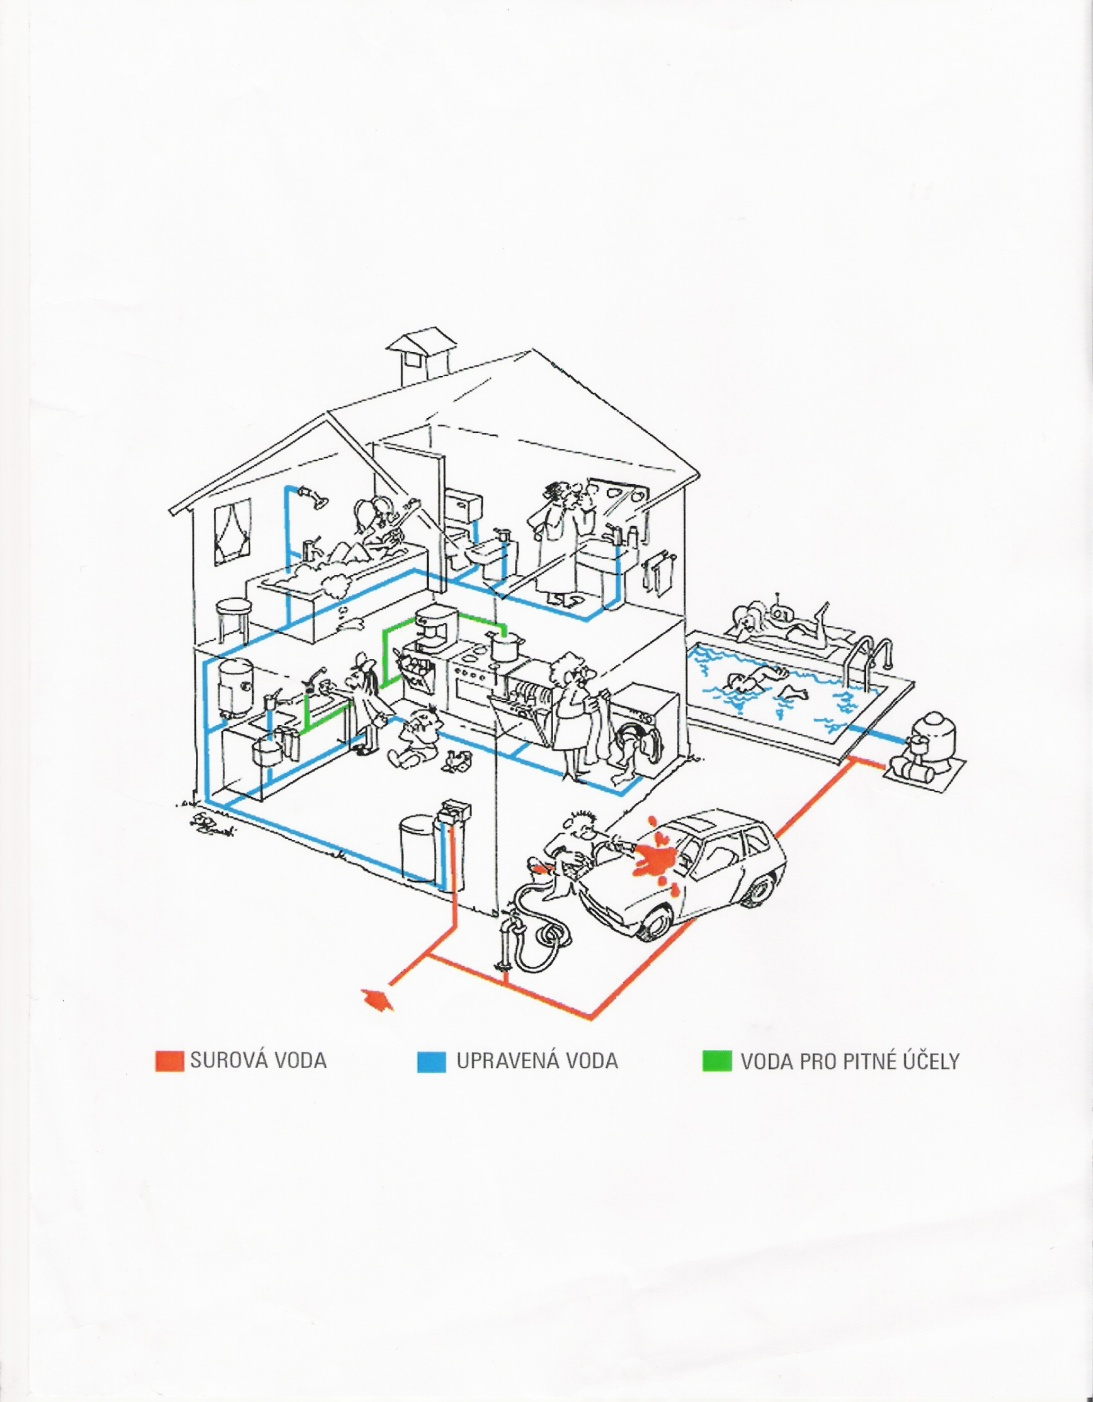 SUROVÁ VODA
UPRAVENÁ VODA
VODA PRO PITNÉ ÚČELY